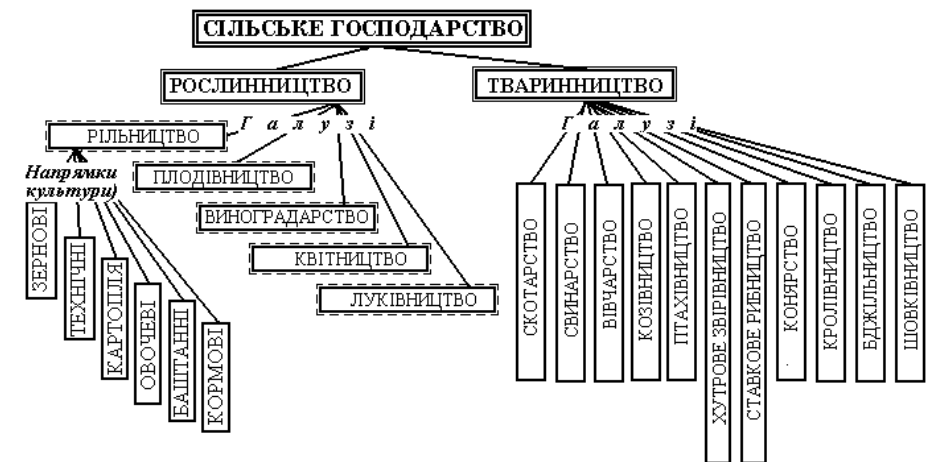 СІЛЬСЬКЕ ГОСПОДАРСТВО
РОСЛИННИЦТВО
ТВАРИННИЦТВО
Галузі
Галузі
РІЛЬНИЦТВО
Напрямки
культури)
ПЛОДІВНИЦТВО
ВИНОГРАДАРСТВО
КВІТНИЦТВО
ЛУКІВНИЦТВО
ЗЕРНОВІ
ТЕХНІЧНІ
КАРТОПЛЯ
ОВОЧЕВІ
БАШТАННІ
КОРМОВІ
СКОТАРСТВО
СВИНАРСТВО
ВІВЧАРСТВО
КОЗІВНИЦТВО
ПТАХІВНИЦТВО
ХУТРОВЕ ЗВІРІВНИЦТВО
СТАВКОВЕ РИБНИЦТВО
КОНЯРСТВО
КРОЛІВНИЦТВО
БДЖІЛЬНИЦТВО
ШОВКІВНИЦТВО